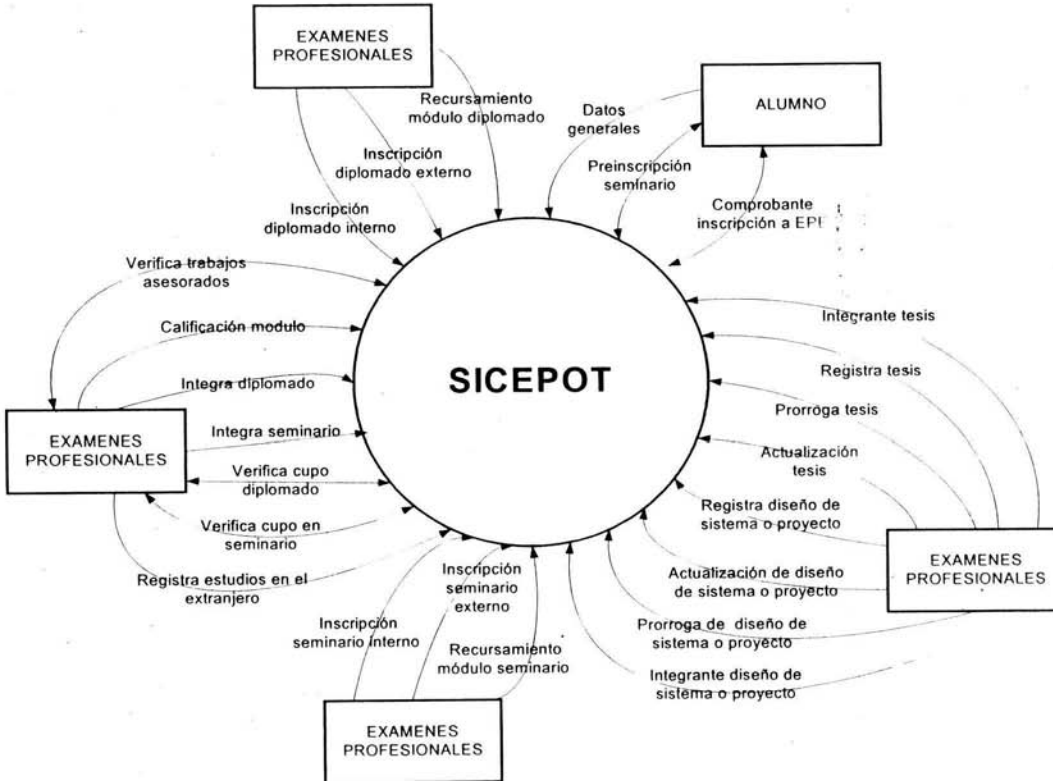 EXAMENES
PROFESIONALES
ALUMNO
Recursamiento
módulo diplomado
Datos
generales
Inscripción
diplomado externo
Preinscripción
seminario
Inscripción
diplomado interno
Comprobante
inscripción a
Verifica trabajos
asesorados
Calificación modulo
Integra diplomado
Integra seminario
Verifica cupo
diplomado
Verifica cupo en
seminario
Registra estudios en el
extranjero
EXAMENES
PROFESIONALES
SICEPOT
Integrante tesis
Registra tesis
Prorroga tesis
Actualización
tesis
Registra diseño de
sistema o proyecto
Actualización de diseño
de sistema o proyecto
Prorroga de diseño de
sistema o proyecto
Integrante diseño de
sistema o proyecto
EXAMENES
PROFESIONALES
Inscripción
seminario interno
Inscripción
seminario
externo
Recursamiento
módulo seminario
EXAMENES
PROFESIONALES